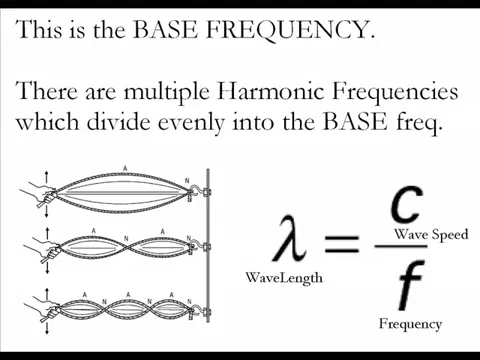 This is the BASE FREQUENCY.
There are multiple Harmonic Frequencies
which divide evenly into the BASE freq.
A
N
A
N
A
N
A
N
A
N
A
N
λ = c / f
Wave Speed
WaveLength
Frequency